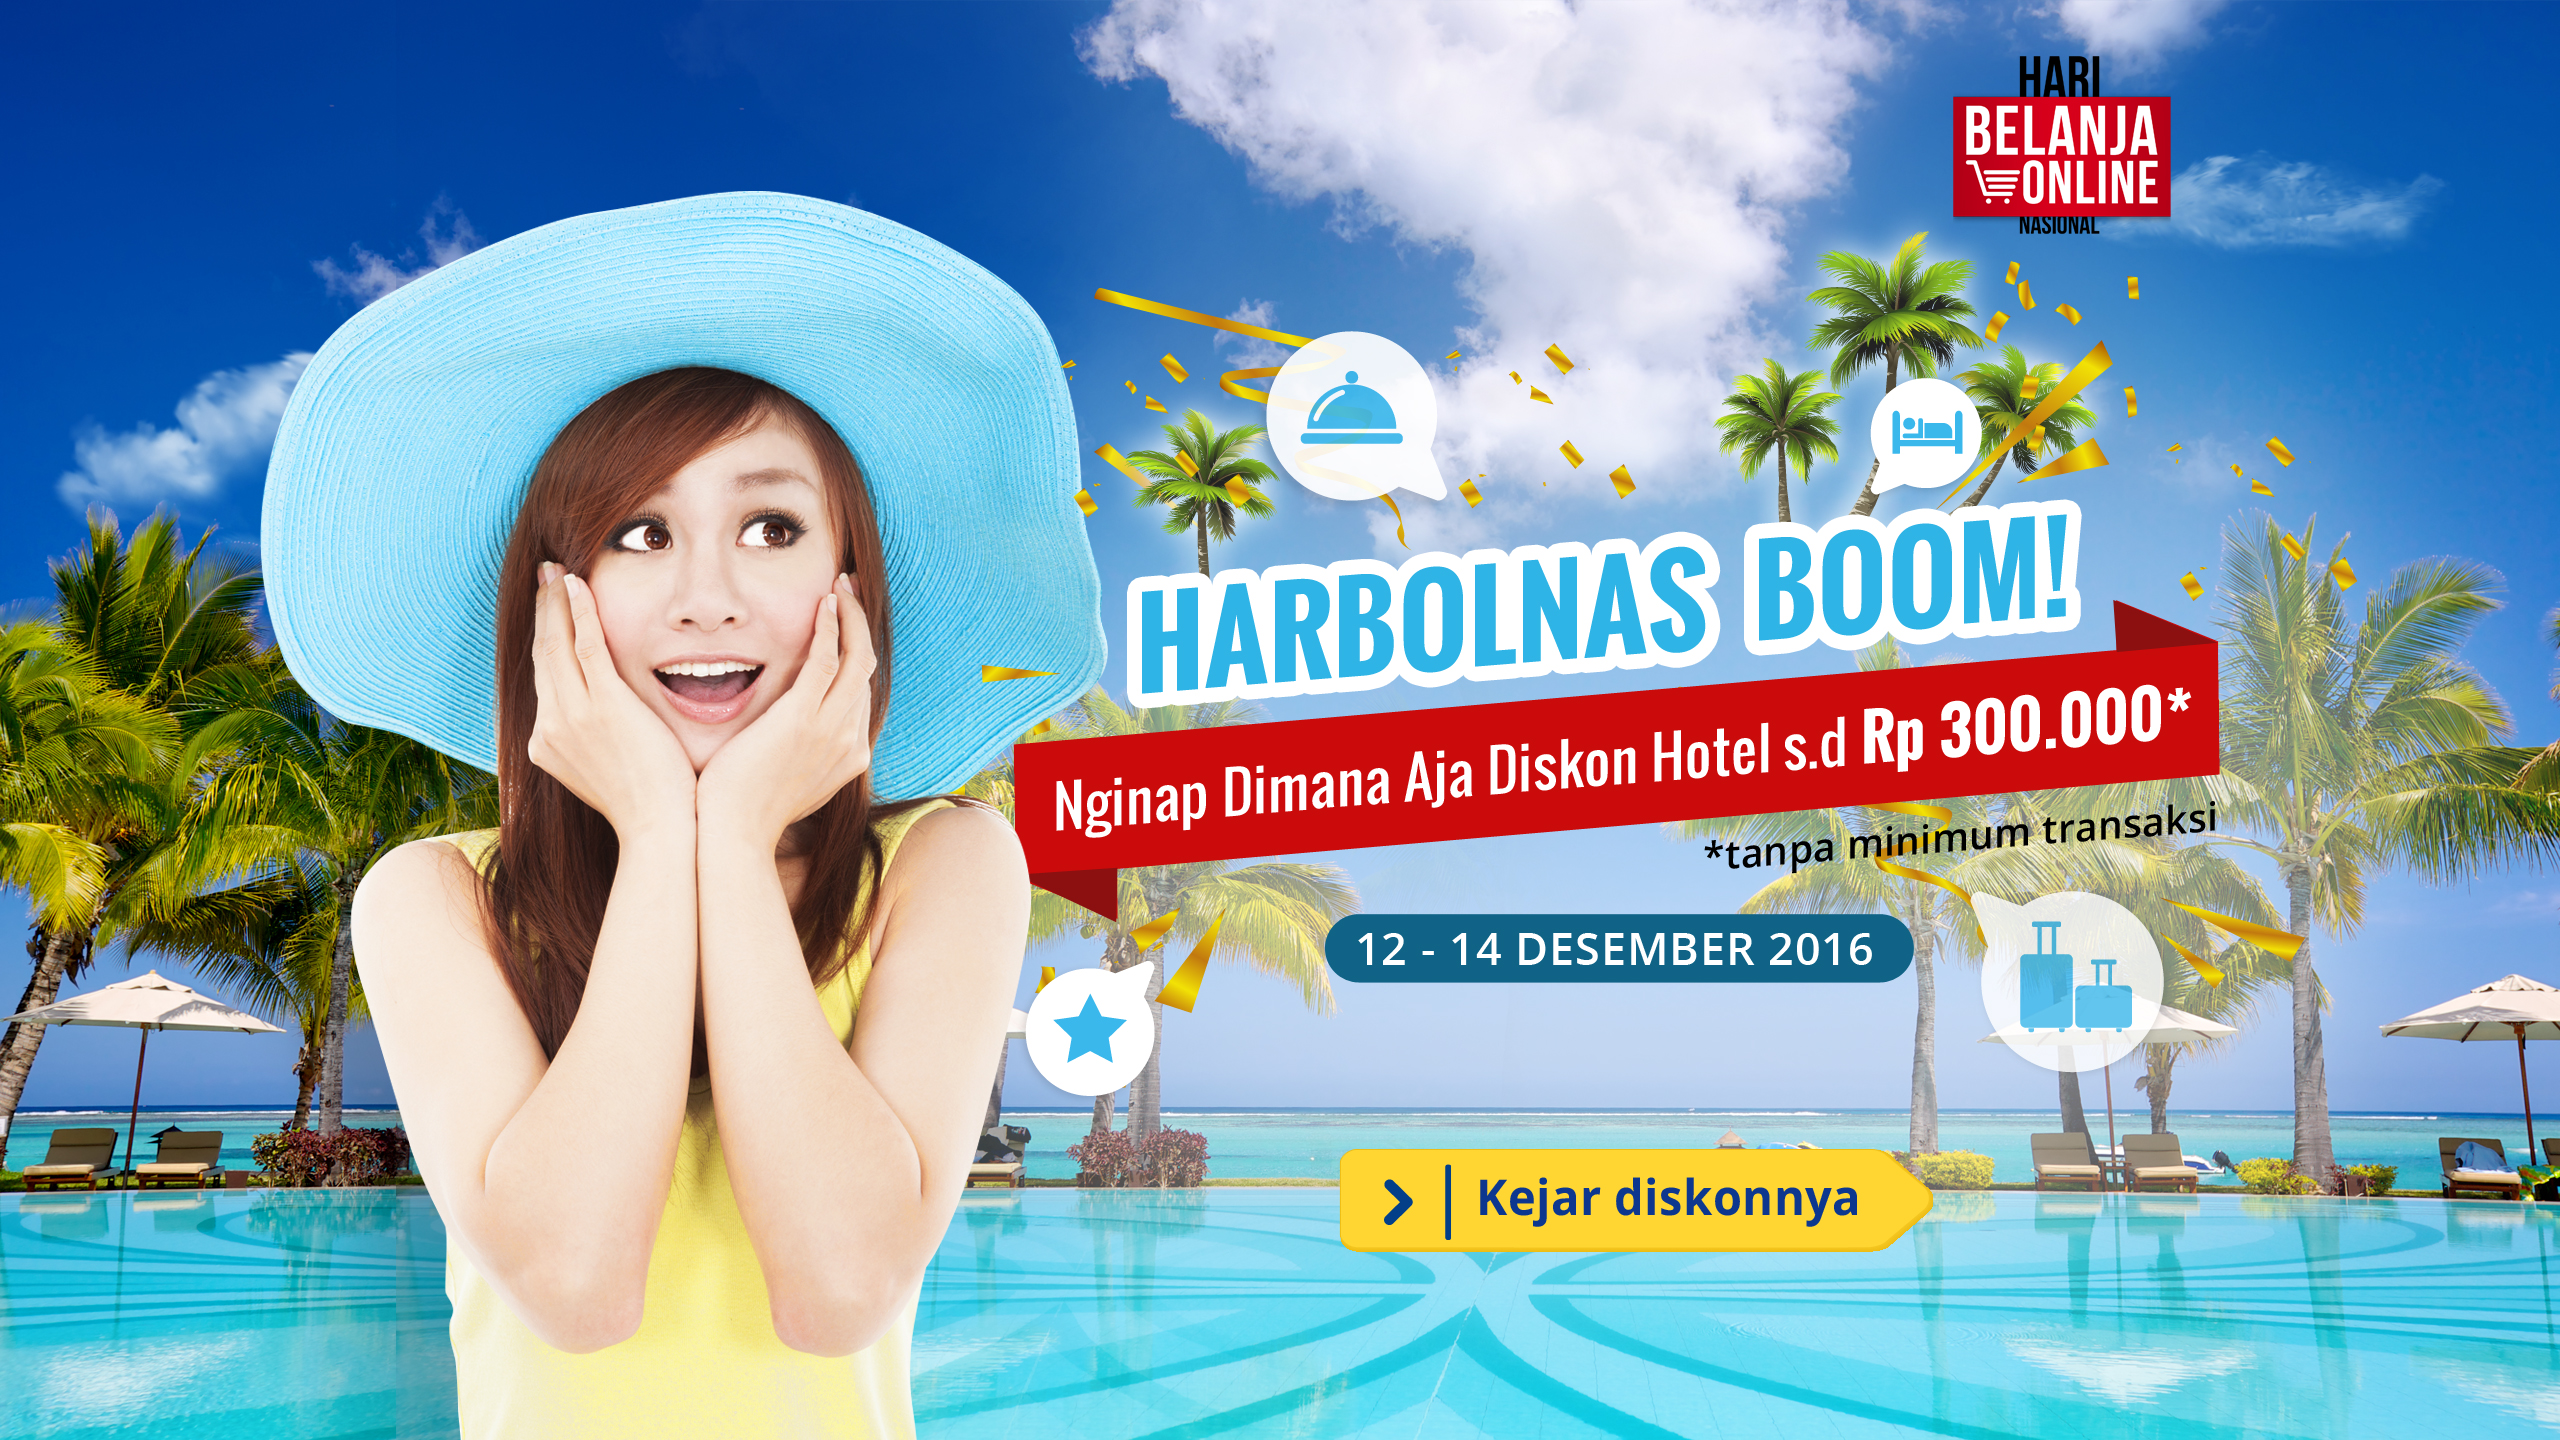 HARI
BELANJA
ONLINE
NASIONAL
HARBOLNAS BOOM!
Nginap Dimana Aja Diskon Hotel s.d Rp 300.000*
*tanpa minimum transaksi
12 - 14 DESEMBER 2016
Kejar diskonnya